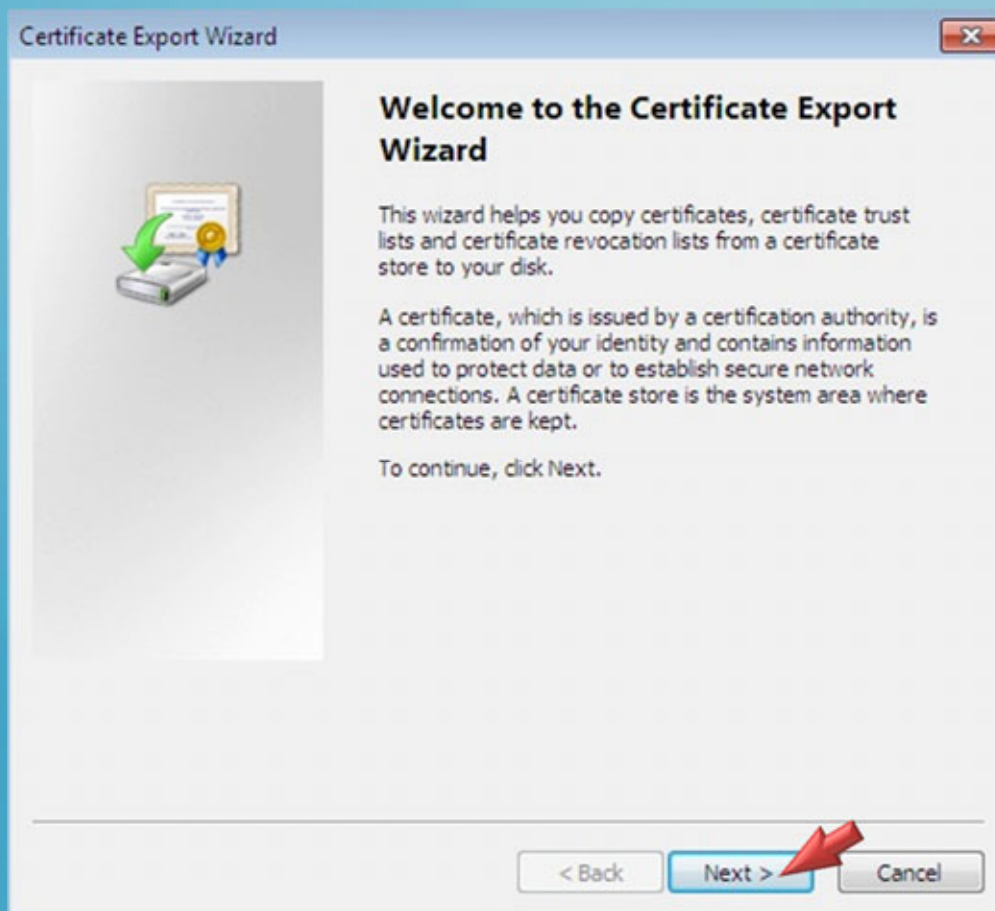 Certificate Export Wizard
Welcome to the Certificate Export
Wizard
This wizard helps you copy certificates, certificate trust
lists and certificate revocation lists from a certificate
store to your disk.
A certificate, which is issued by a certification authority, is
a confirmation of your identity and contains information
used to protect data or to establish secure network
connections. A certificate store is the system area where
certificates are kept.
To continue, click Next.
< Back
Next >
Cancel